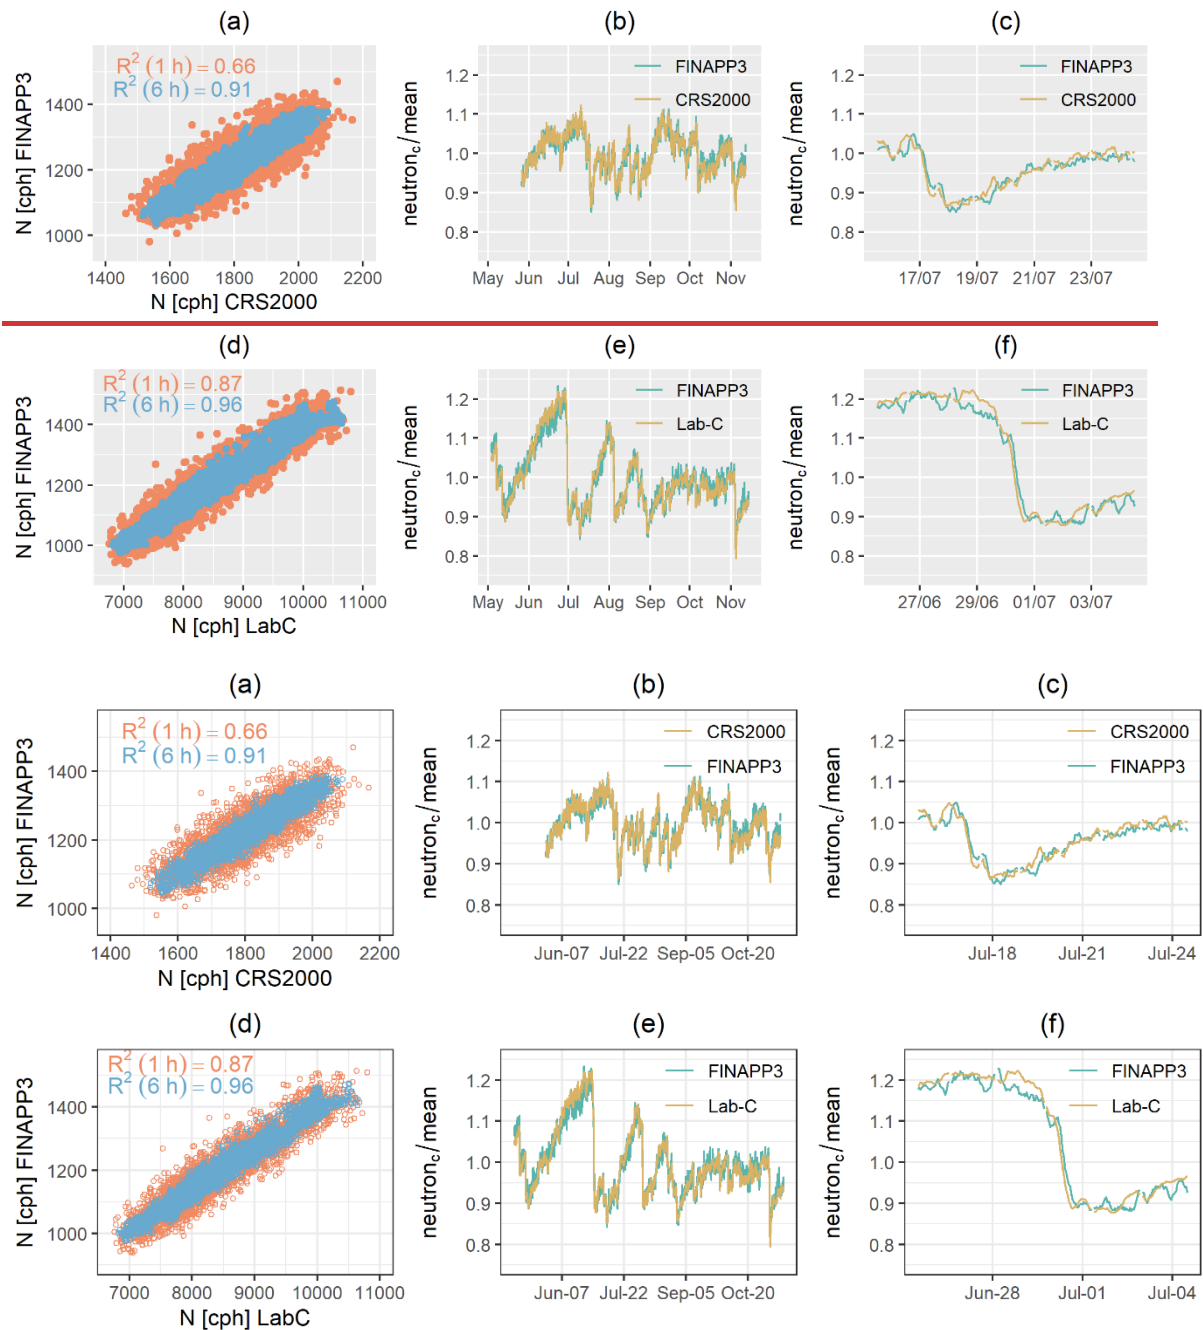 (a)
(b)
(c)
R² (1 h) = 0.66
R² (6 h) = 0.91
N [cph] FINAPP3
1400
1200
1000
1400 1600 1800 2000 2200
N [cph] CRS2000
neutron_c/mean
1.2
1.1
1.0
0.9
0.8
FINAPP3
CRS2000
May Jun Jul Aug Sep Oct Nov
neutron_c/mean
1.2
1.1
1.0
0.9
0.8
FINAPP3
CRS2000
17/07 19/07 21/07 23/07
(d)
(e)
(f)
R² (1 h) = 0.87
R² (6 h) = 0.96
N [cph] FINAPP3
1400
1200
1000
7000 8000 9000 10000 11000
N [cph] LabC
neutron_c/mean
1.2
1.1
1.0
0.9
0.8
FINAPP3
Lab-C
May Jun Jul Aug Sep Oct Nov
neutron_c/mean
1.2
1.1
1.0
0.9
0.8
FINAPP3
Lab-C
27/06 29/06 01/07 03/07
(a)
(b)
(c)
R² (1 h) = 0.66
R² (6 h) = 0.91
N [cph] FINAPP3
1400
1200
1000
1400 1600 1800 2000 2200
N [cph] CRS2000
neutron_c/mean
1.2
1.1
1.0
0.9
0.8
CRS2000
FINAPP3
Jun-07 Jul-22 Sep-05 Oct-20
neutron_c/mean
1.2
1.1
1.0
0.9
0.8
CRS2000
FINAPP3
Jul-18 Jul-21 Jul-24
(d)
(e)
(f)
R² (1 h) = 0.87
R² (6 h) = 0.96
N [cph] FINAPP3
1400
1200
1000
7000 8000 9000 10000 11000
N [cph] LabC
neutron_c/mean
1.2
1.1
1.0
0.9
0.8
FINAPP3
Lab-C
Jun-07 Jul-22 Sep-05 Oct-20
neutron_c/mean
1.2
1.1
1.0
0.9
0.8
FINAPP3
Lab-C
Jun-28 Jul-01 Jul-04